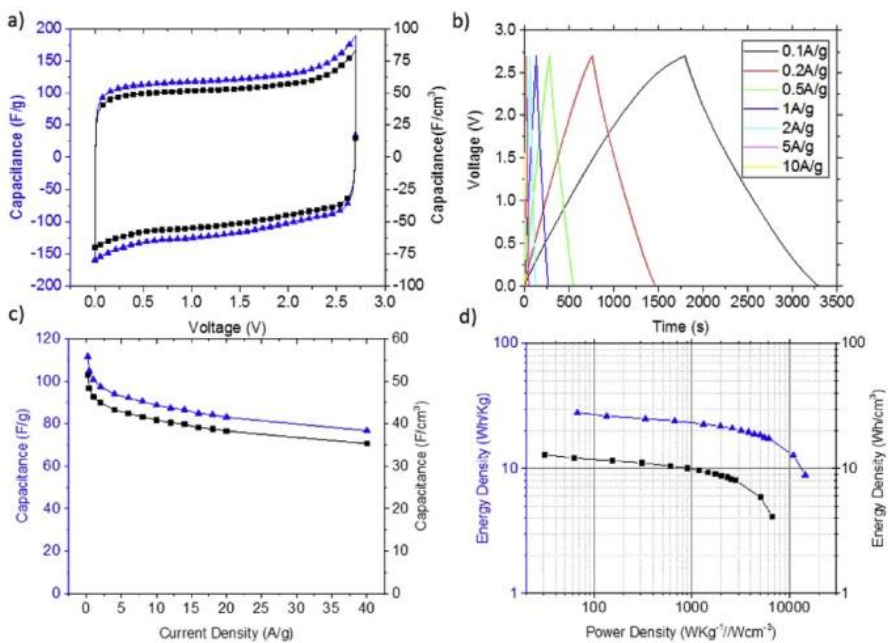 a)
Capacitance (F/g)
200
150
100
50
0
-50
-100
-150
-200
0.0 0.5 1.0 1.5 2.0 2.5 3.0
Voltage (V)
100
75
50
25
0
-25
-50
-75
-100
Capacitance(F/cm³)
b)
Voltage (V)
3.0
2.5
2.0
1.5
1.0
0.5
0.0
0 500 1000 1500 2000 2500 3000 3500
Time (s)
0.1A/g
0.2A/g
0.5A/g
1A/g
2A/g
5A/g
10A/g
c)
Capacitance (F/g)
120
100
80
60
40
20
0
0 5 10 15 20 25 30 35 40
Current Density (A/g)
60
50
40
30
20
10
0
Capacitance (F/cm³)
d)
Energy Density (Wh/Kg)
100
10
1
100 1000 10000
Power Density (WKg⁻¹//Wcm⁻³)
100
10
1
Energy Density (Wh/cm³)